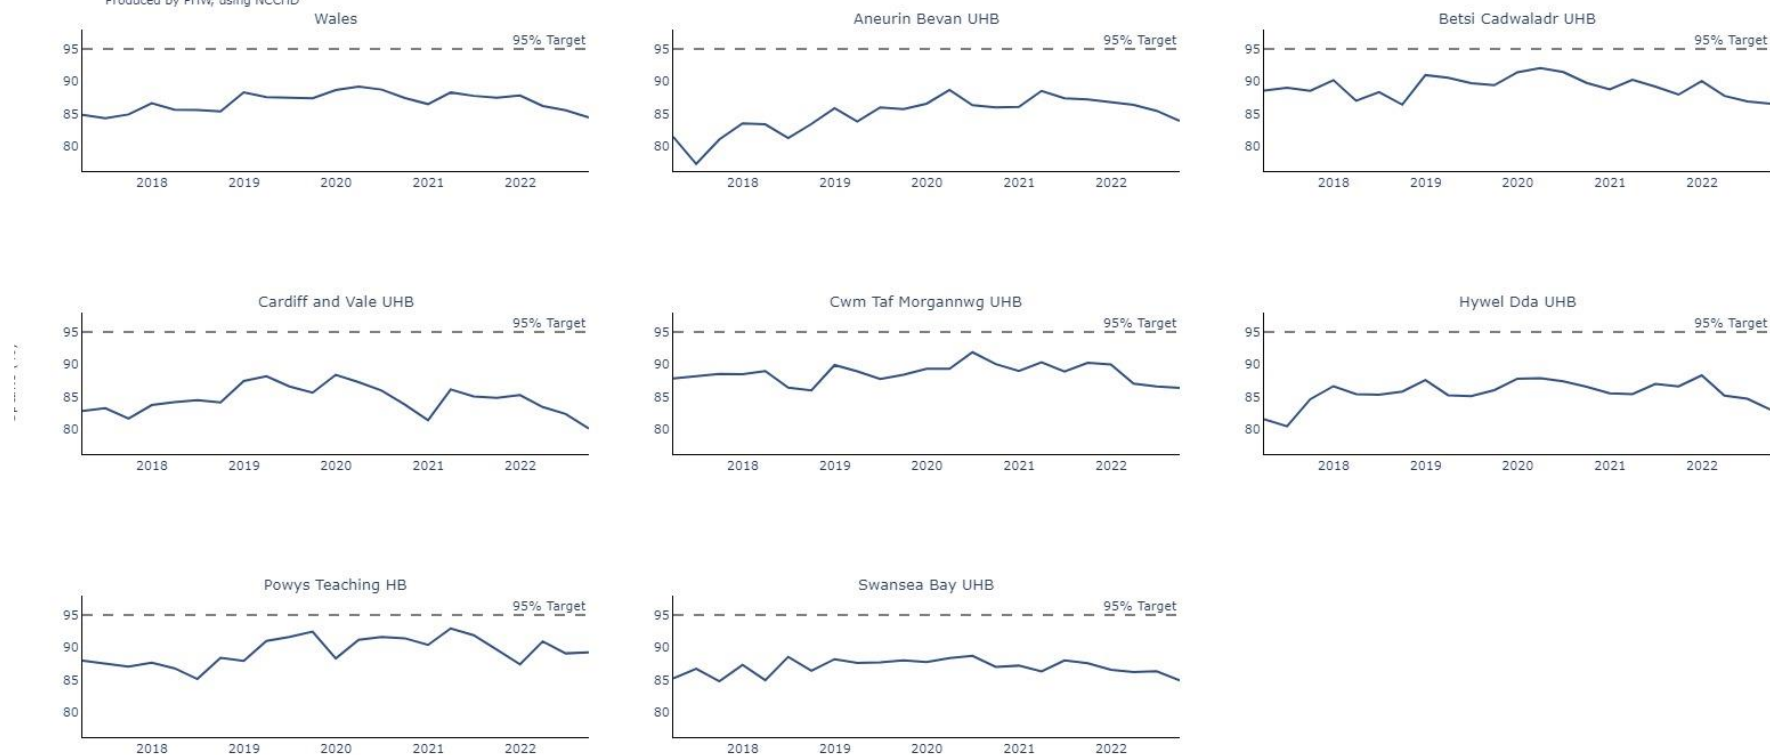 Produced by PHW, using NCCHD
Wales
Aneurin Bevan UHB
Betsi Cadwaladr UHB
95% Target
95% Target
95% Target
95
90
85
80
95
90
85
80
95
90
85
80
2018 2019 2020 2021 2022
2018 2019 2020 2021 2022
2018 2019 2020 2021 2022
Cardiff and Vale UHB
Cwm Taf Morgannwg UHB
Hywel Dda UHB
95% Target
95% Target
95% Target
95
90
85
80
95
90
85
80
95
90
85
80
2018 2019 2020 2021 2022
2018 2019 2020 2021 2022
2018 2019 2020 2021 2022
Powys Teaching HB
Swansea Bay UHB
95% Target
95% Target
95
90
85
80
95
90
85
80
2018 2019 2020 2021 2022
2018 2019 2020 2021 2022